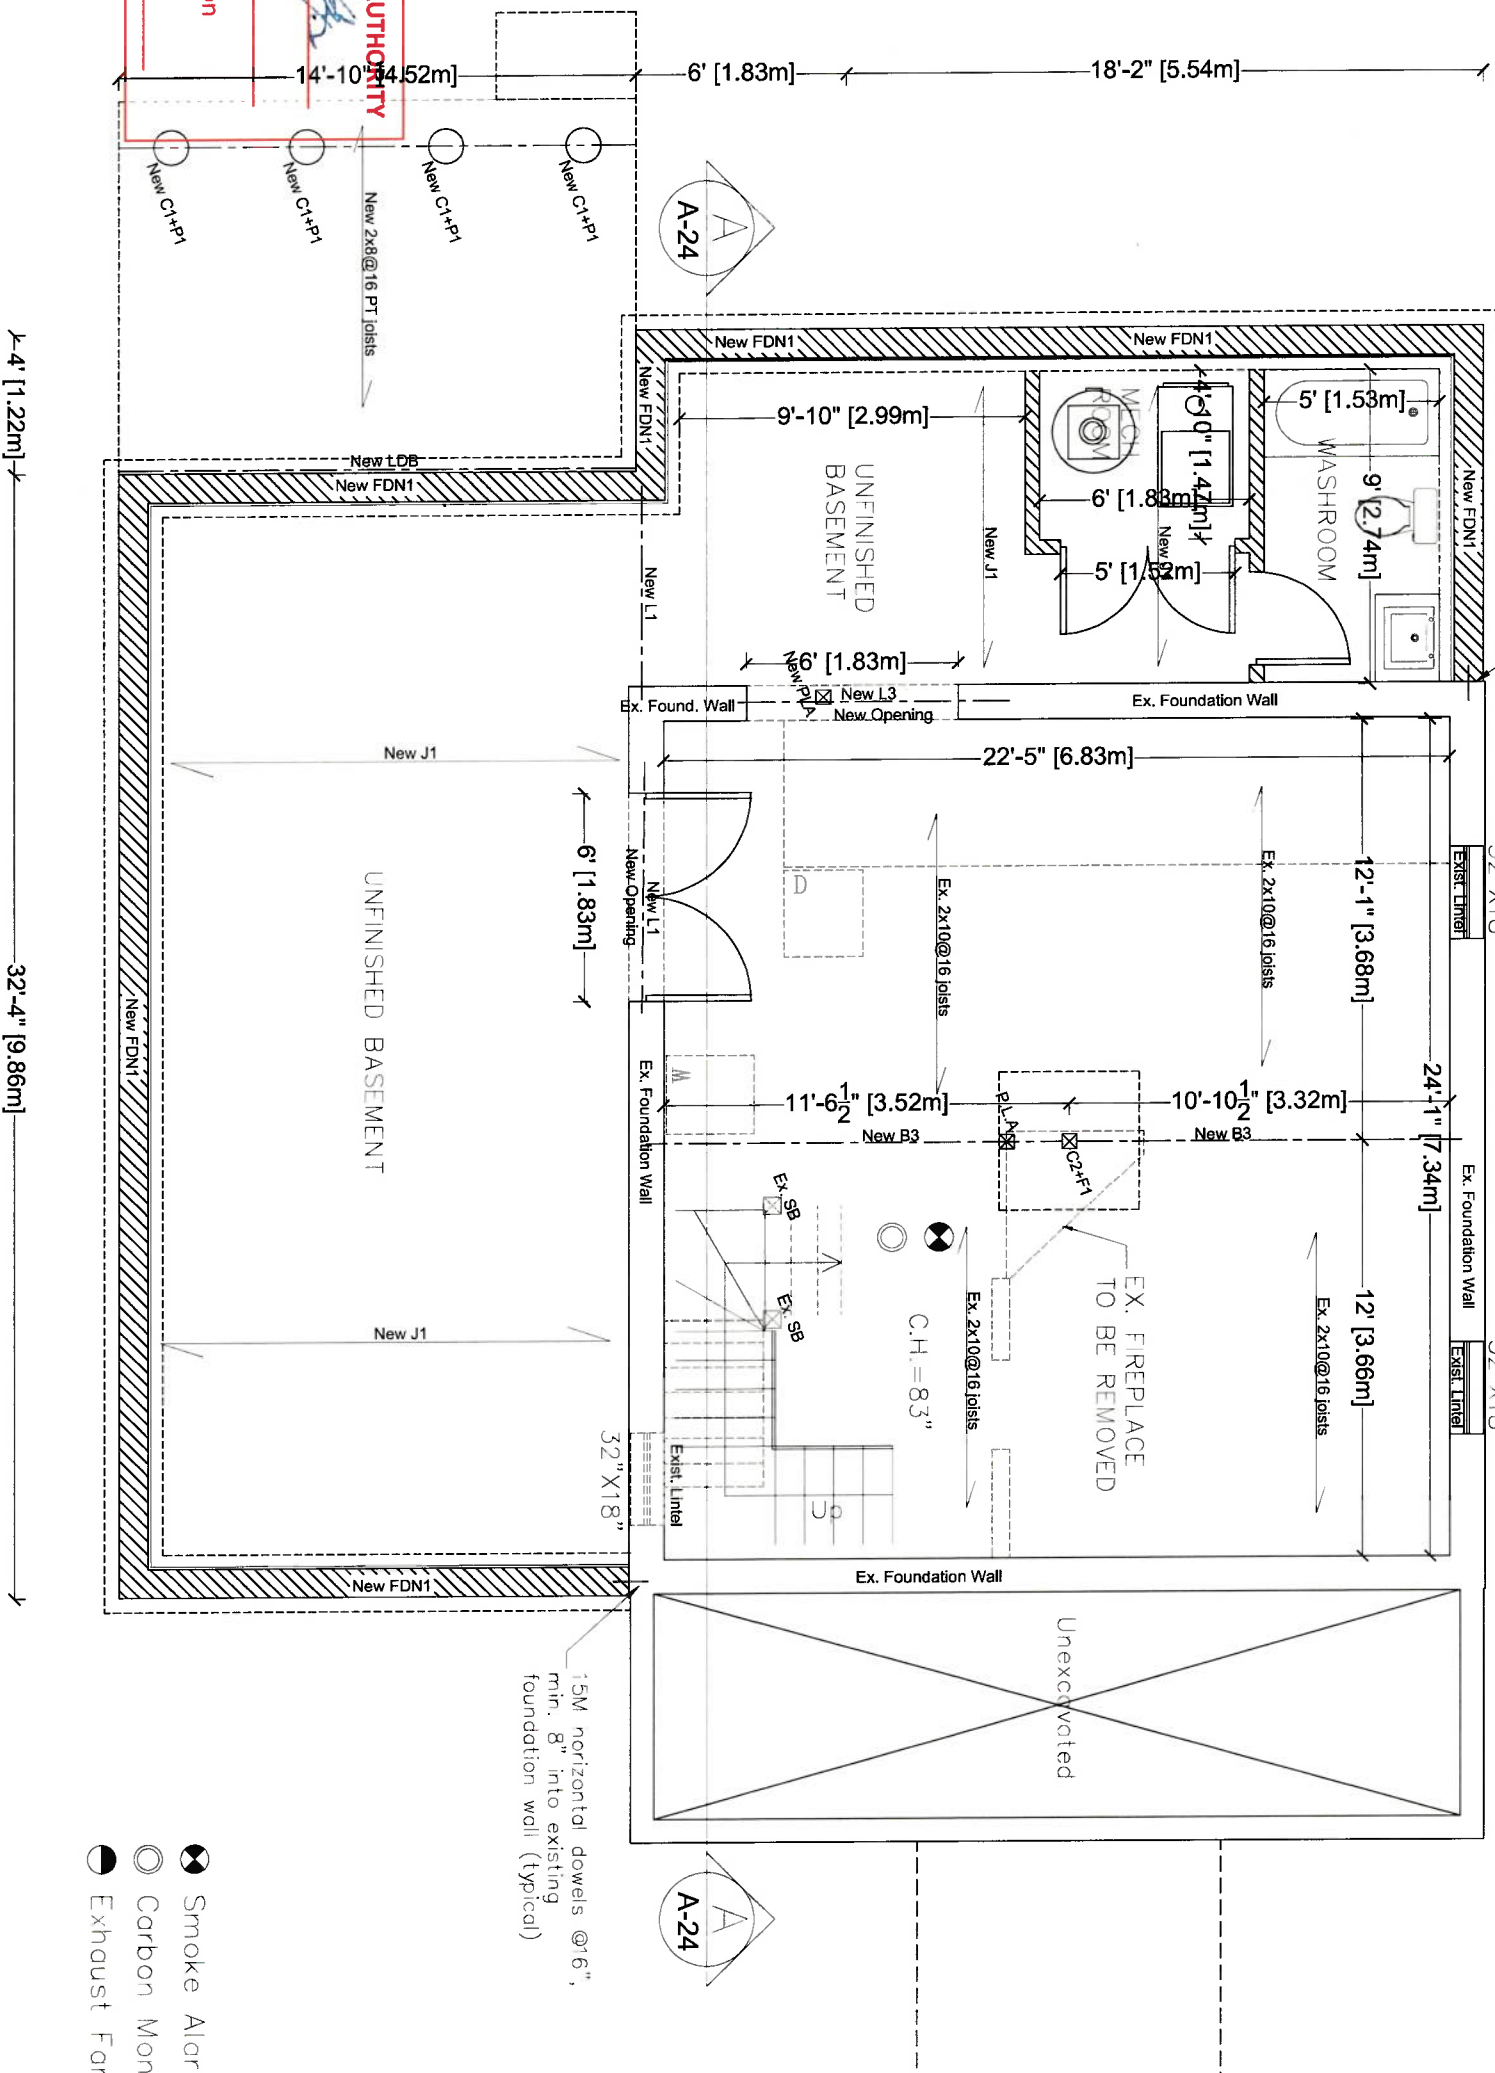 AUTHORITY
14'-10" [4.52m]
6' [1.83m]
18'-2" [5.54m]
New C1+P1
New C1+P1
New C1+P1
New C1+P1
New 2x8@16 PT joists
A
A-24
4' [1.22m]
32'-4" [9.86m]
New FDN1
New FDN1
New FDN1
New FDN1
New LDB
New FDN1
9'-10" [2.99m]
MECH
ROOM
4'-10" [1.47m]
6' [1.83m]
5' [1.52m]
5' [1.53m]
WASHROOM
9' [2.74m]
UNFINISHED
BASEMENT
New J1
New
New L1
6' [1.83m]
New PLA
New L3
New Opening
Ex. Found. Wall
Ex. Foundation Wall
22'-5" [6.83m]
New J1
6' [1.83m]
New L1
New Opening
D
Ex. 2x10@16 joists
Ex. 2x10@16 joists
12'-1" [3.68m]
Exist. Lintel
24'-1" [7.34m]
UNFINISHED BASEMENT
New FDN1
W
Ex. Foundation Wall
11'-6½" [3.52m]
10'-10½" [3.32m]
P.L.A
New B3
New B3
C2+F1
Ex. SB
Ex. SB
Ex. Foundation Wall
EX. FIREPLACE
TO BE REMOVED
C.H.=83"
Ex. 2x10@16 joists
Ex. 2x10@16 joists
12' [3.66m]
Exist. Lintel
New J1
UP
Exist. Lintel
32"X18"
New FDN1
Ex. Foundation Wall
Unexcavated
15M horizontal dowels @16",
min. 8" into existing
foundation wall (typical)
A
A-24
Smoke Alar
Carbon Mon
Exhaust Fan